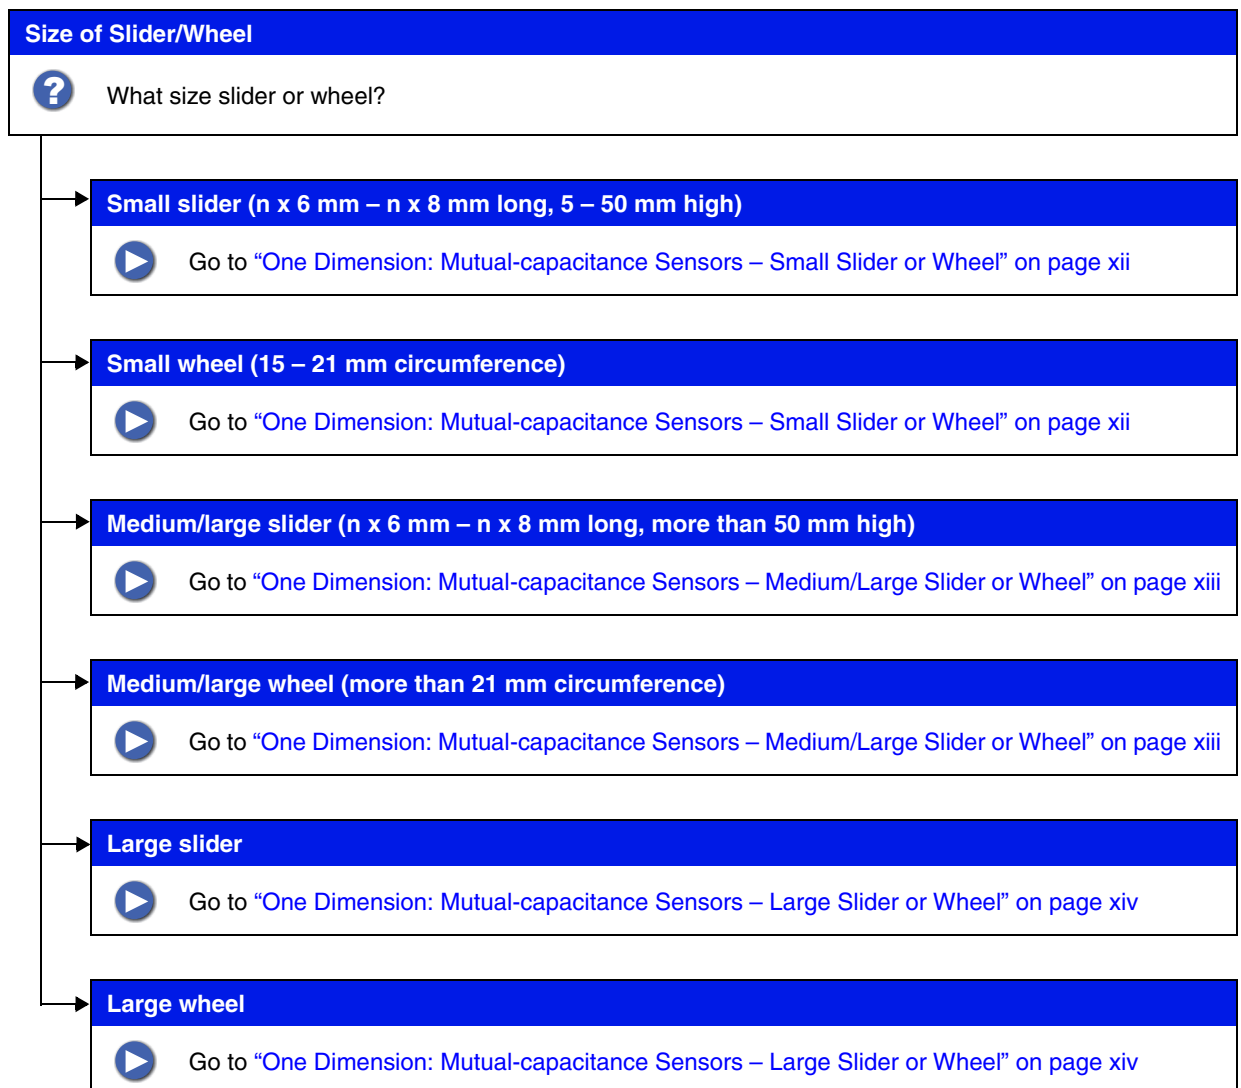 Size of Slider/Wheel
What size slider or wheel?
Small slider (n x 6 mm – n x 8 mm long, 5 – 50 mm high)
Go to “One Dimension: Mutual-capacitance Sensors – Small Slider or Wheel” on page xii
Small wheel (15 – 21 mm circumference)
Go to “One Dimension: Mutual-capacitance Sensors – Small Slider or Wheel” on page xii
Medium/large slider (n x 6 mm – n x 8 mm long, more than 50 mm high)
Go to “One Dimension: Mutual-capacitance Sensors – Medium/Large Slider or Wheel” on page xiii
Medium/large wheel (more than 21 mm circumference)
Go to “One Dimension: Mutual-capacitance Sensors – Medium/Large Slider or Wheel” on page xiii
Large slider
Go to “One Dimension: Mutual-capacitance Sensors – Large Slider or Wheel” on page xiv
Large wheel
Go to “One Dimension: Mutual-capacitance Sensors – Large Slider or Wheel” on page xiv